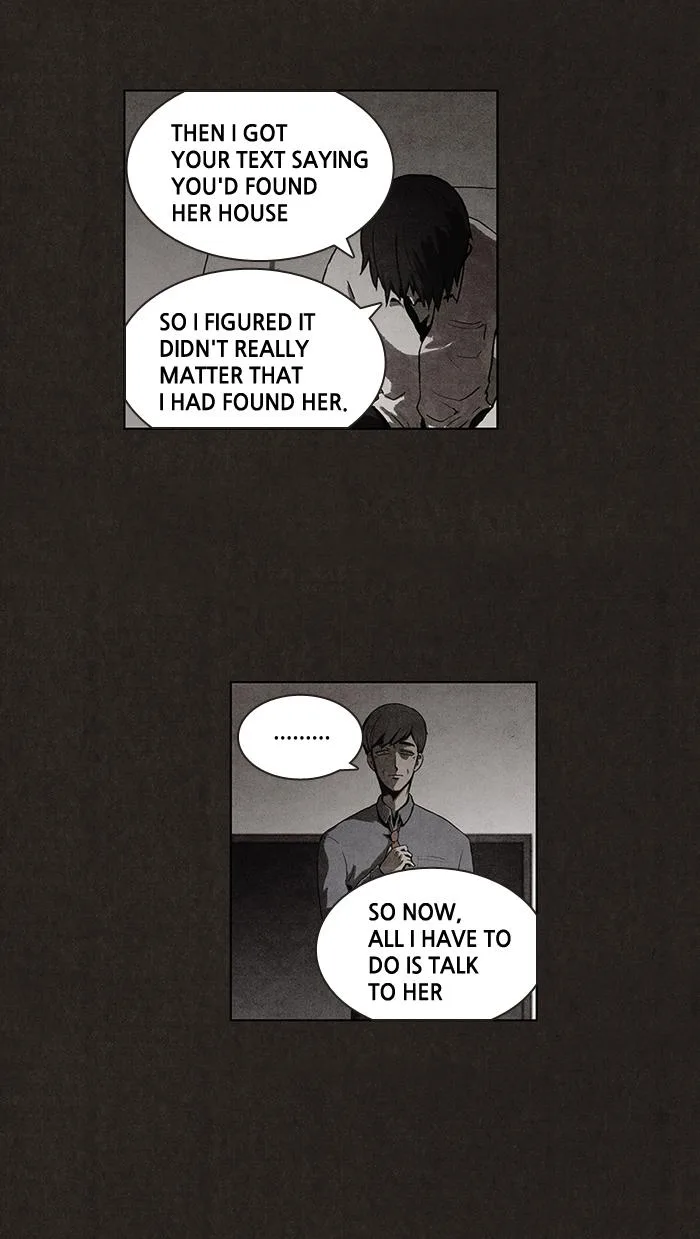 THEN I GOT
YOUR TEXT SAYING
YOU'D FOUND
HER HOUSE
SO I FIGURED IT
DIDN'T REALLY
MATTER THAT
I HAD FOUND HER.
.........
SO NOW,
ALL I HAVE TO
DO IS TALK
TO HER